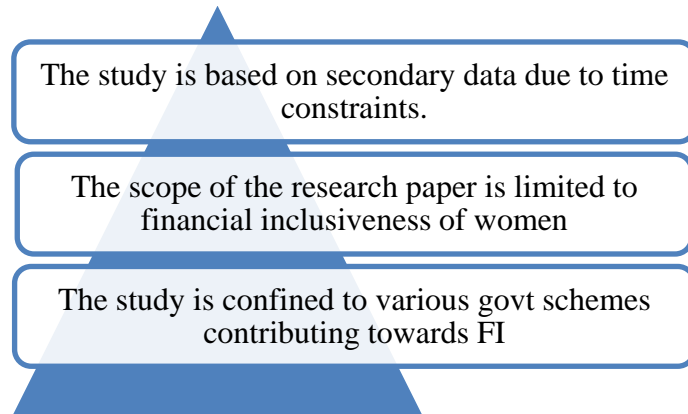 The study is based on secondary data due to time
constraints.
The scope of the research paper is limited to
financial inclusiveness of women
The study is confined to various govt schemes
contributing towards FI